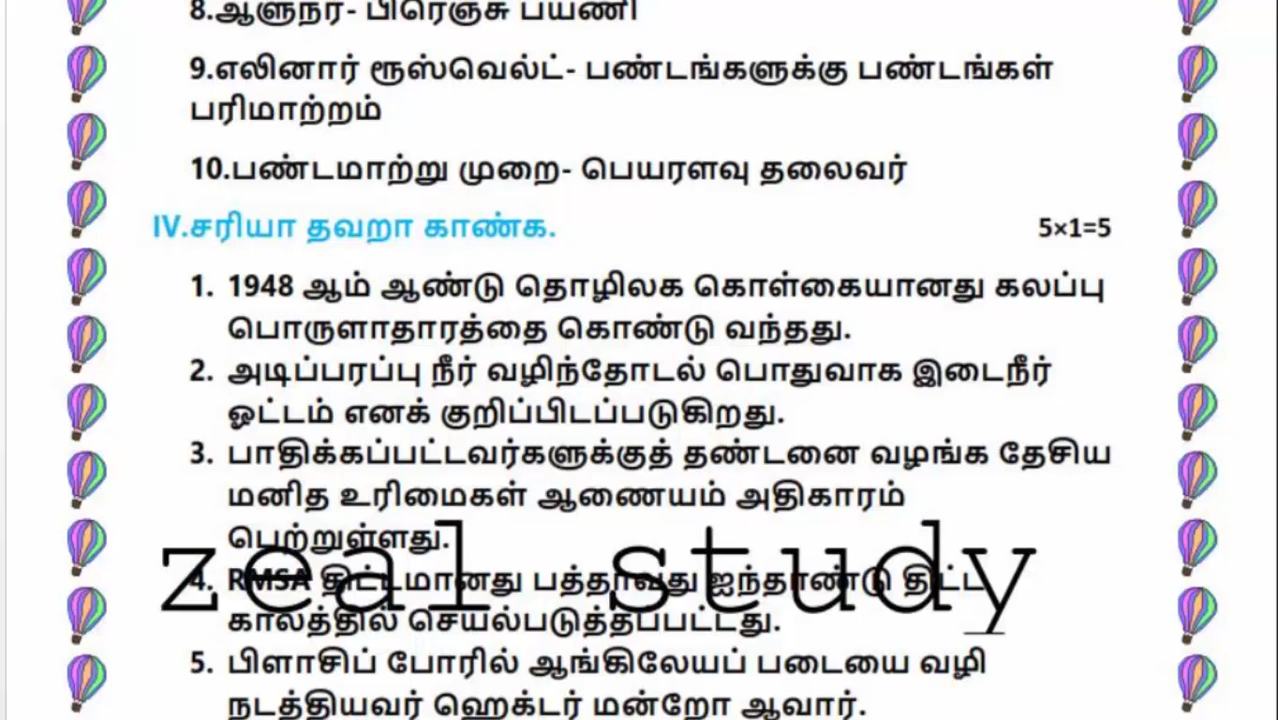 8.ஆளுநர்- பிரெஞ்சு பயணி
9.எலினார் ரூஸ்வெல்ட்- பண்டங்களுக்கு பண்டங்கள்
பரிமாற்றம்
10.பண்டமாற்று முறை- பெயரளவு தலைவர்
IV.சரியா தவறா காண்க. 5×1=5
1. 1948 ஆம் ஆண்டு தொழிலக கொள்கையானது கலப்பு
பொருளாதாரத்தை கொண்டு வந்தது.
2. அடிப்பரப்பு நீர் வழிந்தோடல் பொதுவாக இடைநீர்
ஓட்டம் எனக் குறிப்பிடப்படுகிறது.
3. பாதிக்கப்பட்டவர்களுக்குத் தண்டனை வழங்க தேசிய
மனித உரிமைகள் ஆணையம் அதிகாரம்
பெற்றுள்ளது.
zeal study
4. RMSA திட்டமானது பத்தாவது ஐந்தாண்டு திட்ட
காலத்தில் செயல்படுத்தப்பட்டது.
5. பிளாசிப் போரில் ஆங்கிலேயப் படையை வழி
நடத்தியவர் ஹெக்டர் மன்றோ ஆவார்.